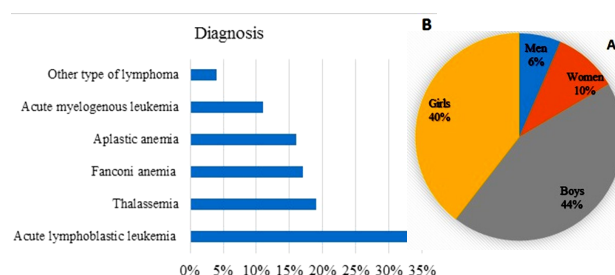 Diagnosis
Other type of lymphoma
Acute myelogenous leukemia
Aplastic anemia
Fanconi anemia
Thalassemia
Acute lymphoblastic leukemia
0% 5% 10% 15% 20% 25% 30% 35%
B
A
Men
6%
Women
10%
Girls
40%
Boys
44%